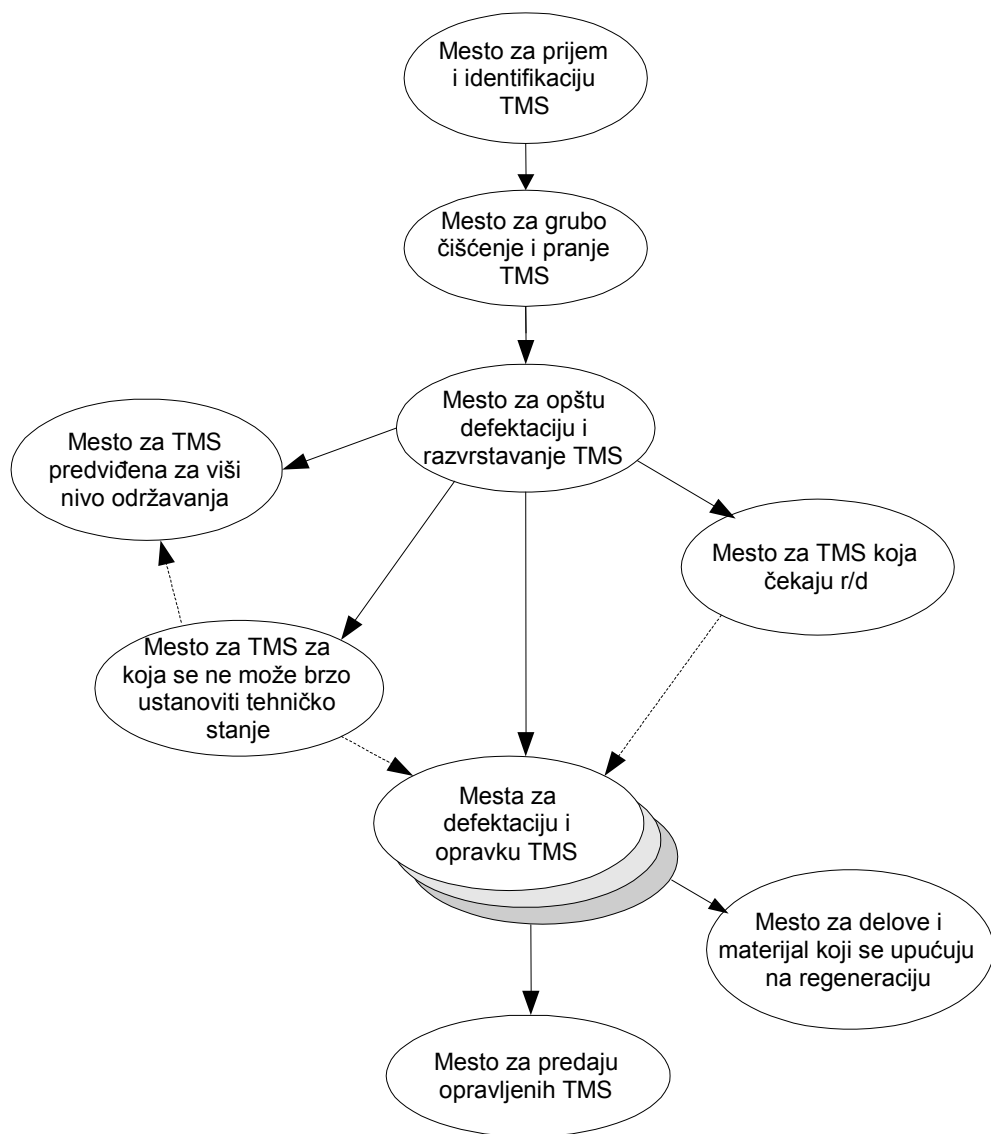 Mesto za prijem
i identifikaciju
TMS
Mesto za grubo
čišćenje i pranje
TMS
Mesto za opštu
defektaciju i
razvrstavanje TMS
Mesto za TMS
predviđena za viši
nivo održavanja
Mesto za TMS koja
čekaju r/d
Mesto za TMS za
koja se ne može brzo
ustanoviti tehničko
stanje
Mesta za
defektaciju i
opravku TMS
Mesto za delove i
materijal koji se upućuju
na regeneraciju
Mesto za predaju
opravljenih TMS